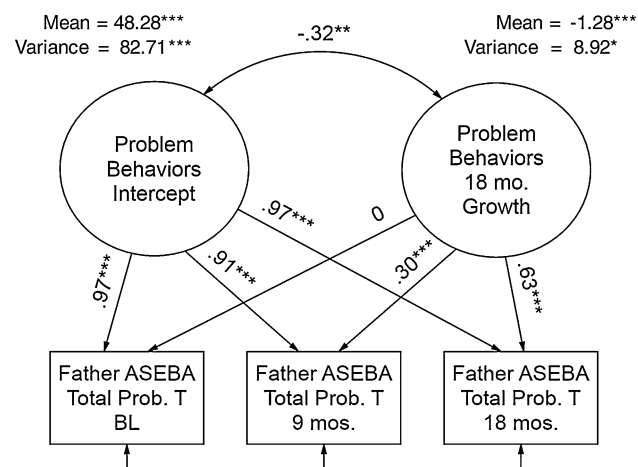 Mean = 48.28***
Variance = 82.71***
-.32**
Mean = -1.28***
Variance = 8.92*
Problem
Behaviors
Intercept
Problem
Behaviors
18 mo.
Growth
.97***
.91***
.97***
0
.30***
.63***
Father ASEBA
Total Prob. T
BL
Father ASEBA
Total Prob. T
9 mos.
Father ASEBA
Total Prob. T
18 mos.